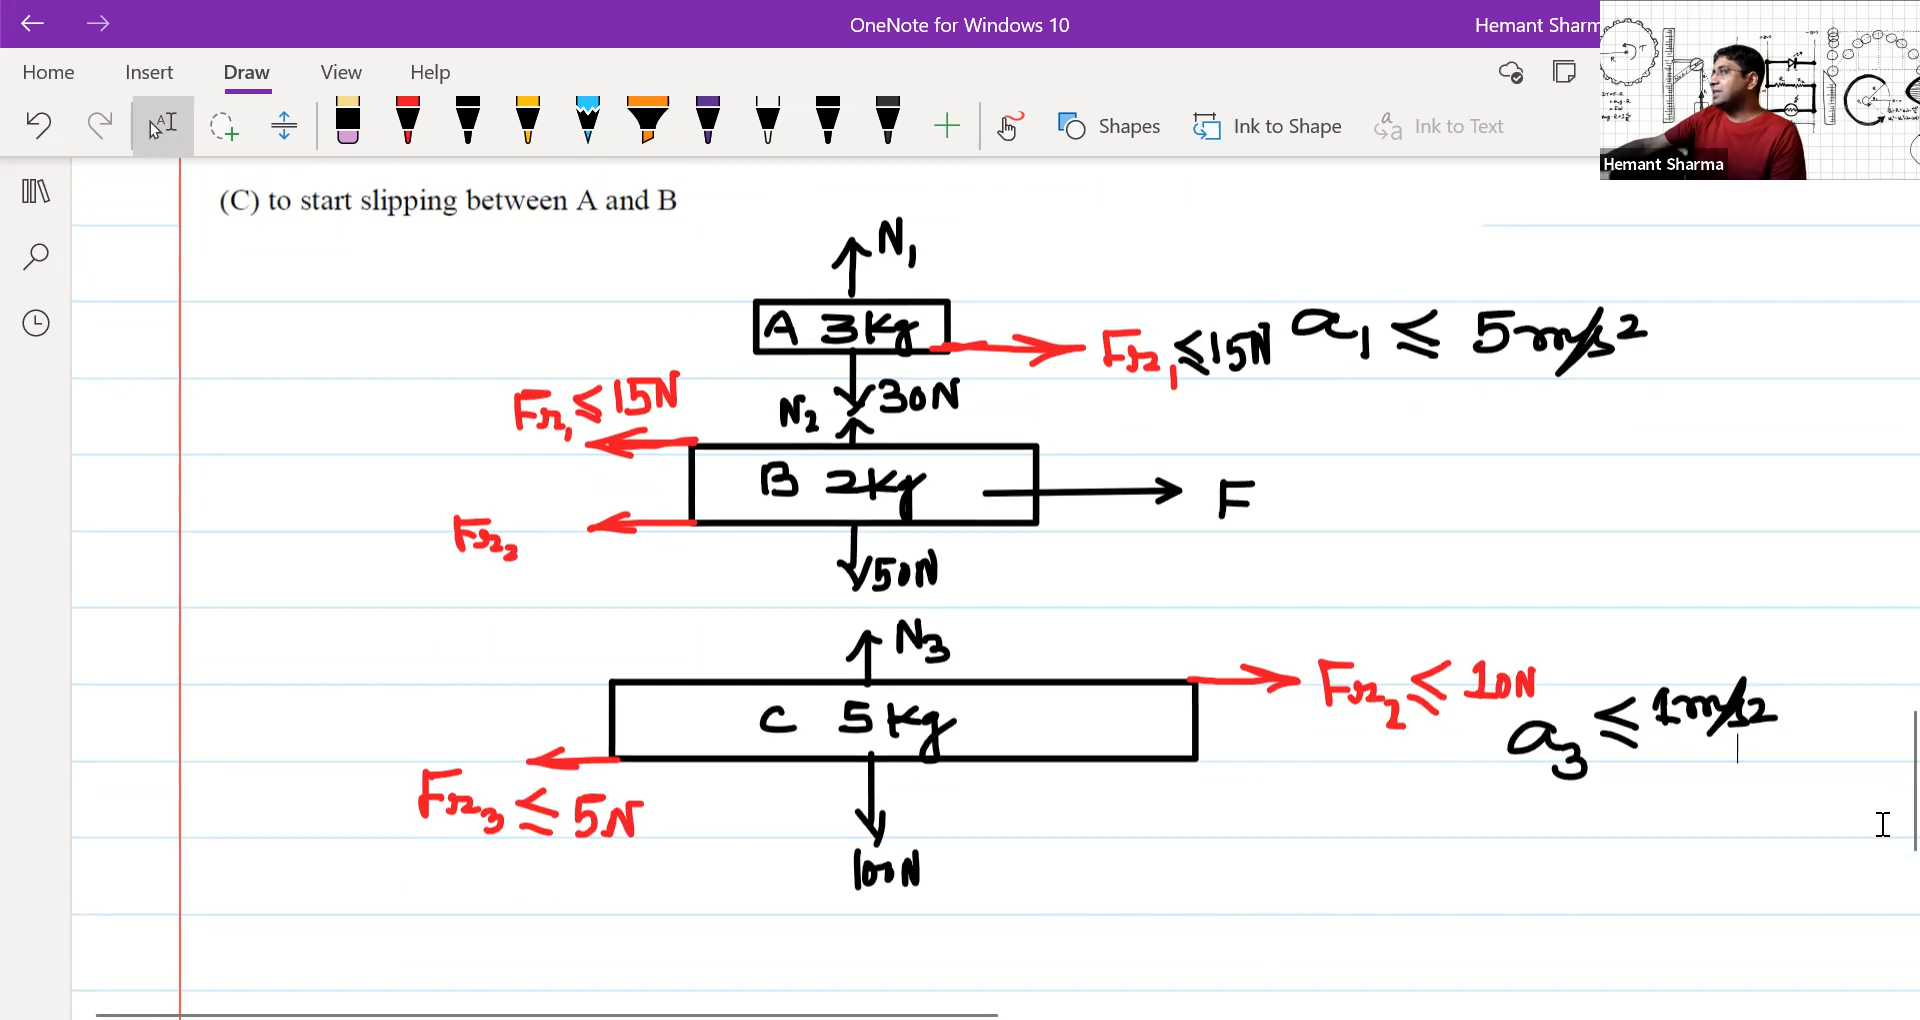 OneNote for Windows 10
Hemant Sharm
Home Insert Draw View Help
Shapes Ink to Shape Ink to Text
Hemant Sharma
(C) to start slipping between A and B
N1
A 3kg
Fr1 ≤ 15N a1 ≤ 5m/s2
Fr1 ≤ 15N
N2 30N
B 2kg
F
Fr2
50N
N3
C 5kg
Fr2 ≤ 10N
a3 ≤ 1m/s2
Fr3 ≤ 5N
100N